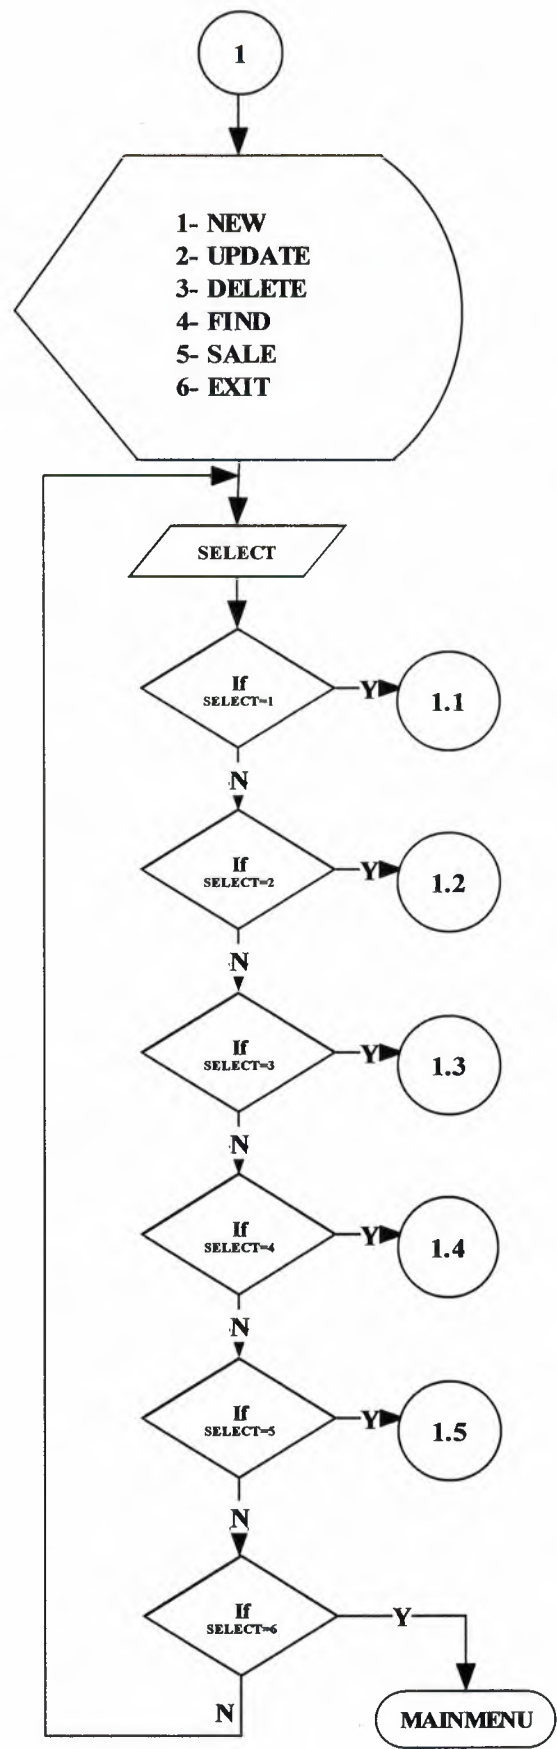 1
1- NEW
2- UPDATE
3- DELETE
4- FIND
5- SALE
6- EXIT
SELECT
If
SELECT=1
Y
1.1
N
If
SELECT=2
Y
1.2
N
If
SELECT=3
Y
1.3
N
If
SELECT=4
Y
1.4
N
If
SELECT=5
Y
1.5
N
If
SELECT=6
Y
N
MAINMENU